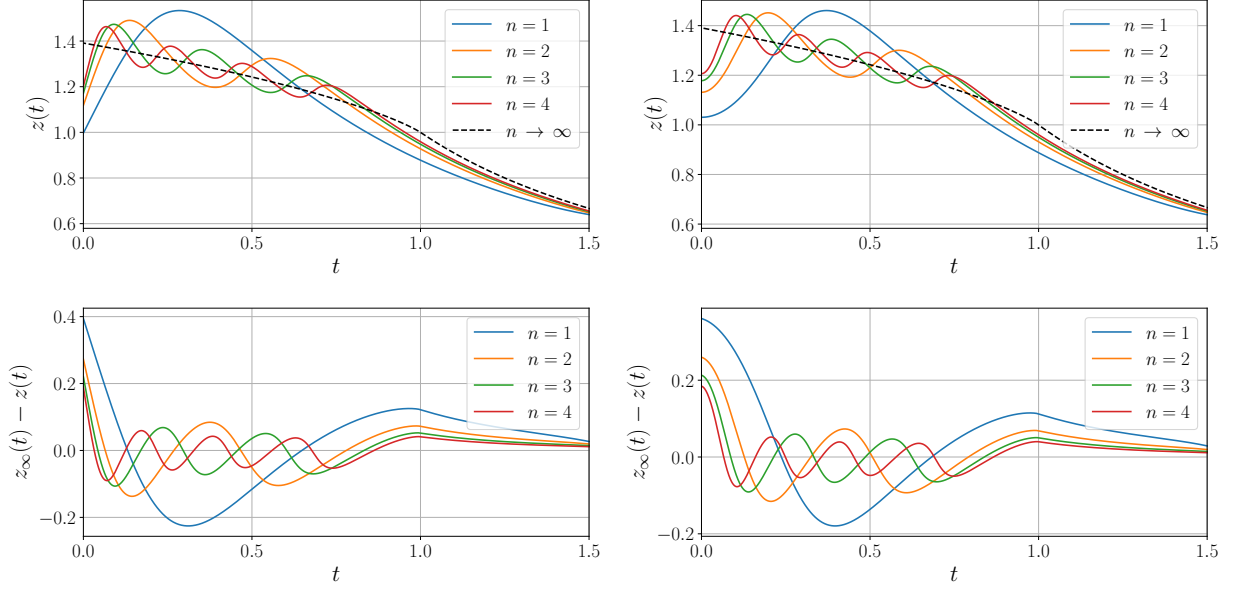 1.4
1.2
1.0
0.8
0.6
0.0
0.5
1.0
1.5
z(t)
t
n = 1
n = 2
n = 3
n = 4
n → ∞
1.4
1.2
1.0
0.8
0.6
0.0
0.5
1.0
1.5
z(t)
t
n = 1
n = 2
n = 3
n = 4
n → ∞
0.4
0.2
0.0
−0.2
0.0
0.5
1.0
1.5
z∞(t) − z(t)
t
n = 1
n = 2
n = 3
n = 4
0.2
0.0
−0.2
0.0
0.5
1.0
1.5
z∞(t) − z(t)
t
n = 1
n = 2
n = 3
n = 4